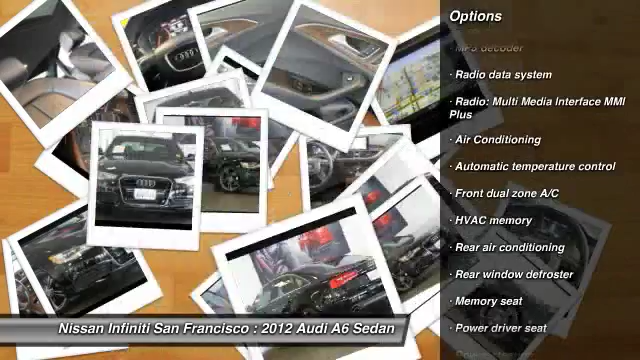 Options
· MP3 decoder
· Radio data system
· Radio: Multi Media Interface MMI
Plus
· Air Conditioning
· Automatic temperature control
· Front dual zone A/C
· HVAC memory
· Rear air conditioning
· Rear window defroster
· Memory seat
· Power driver seat
Nissan Infiniti San Francisco : 2012 Audi A6 Sedan